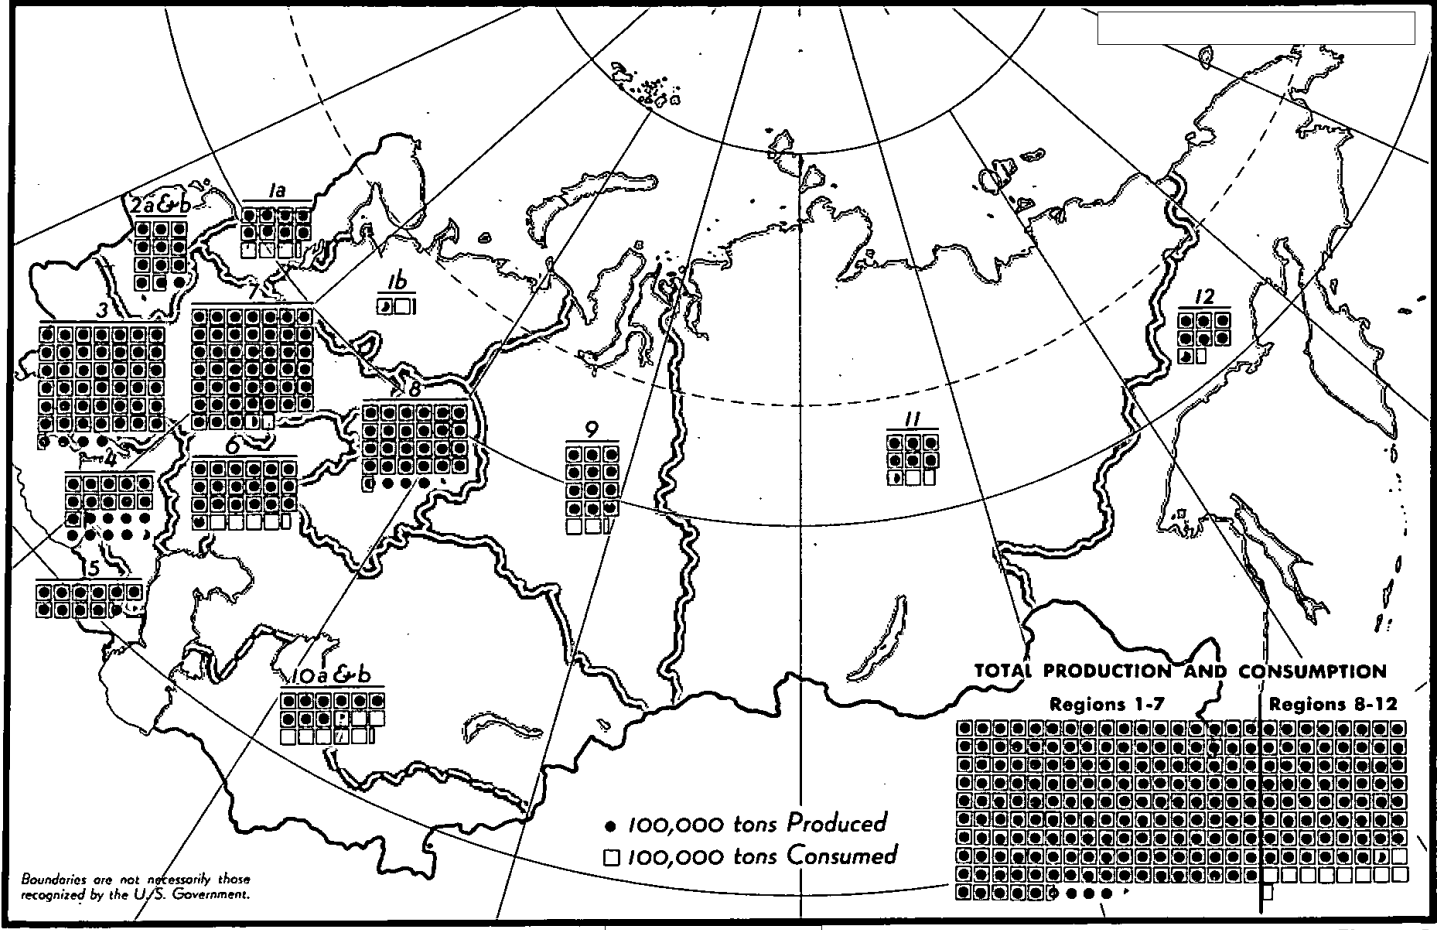 1a
2a&b
1b
7
12
3
8
11
9
6
4
5
TOTAL PRODUCTION AND CONSUMPTION
10a&b
Regions 1-7
Regions 8-12
100,000 tons Produced
100,000 tons Consumed
Boundaries are not necessarily those
recognized by the U.S. Government.